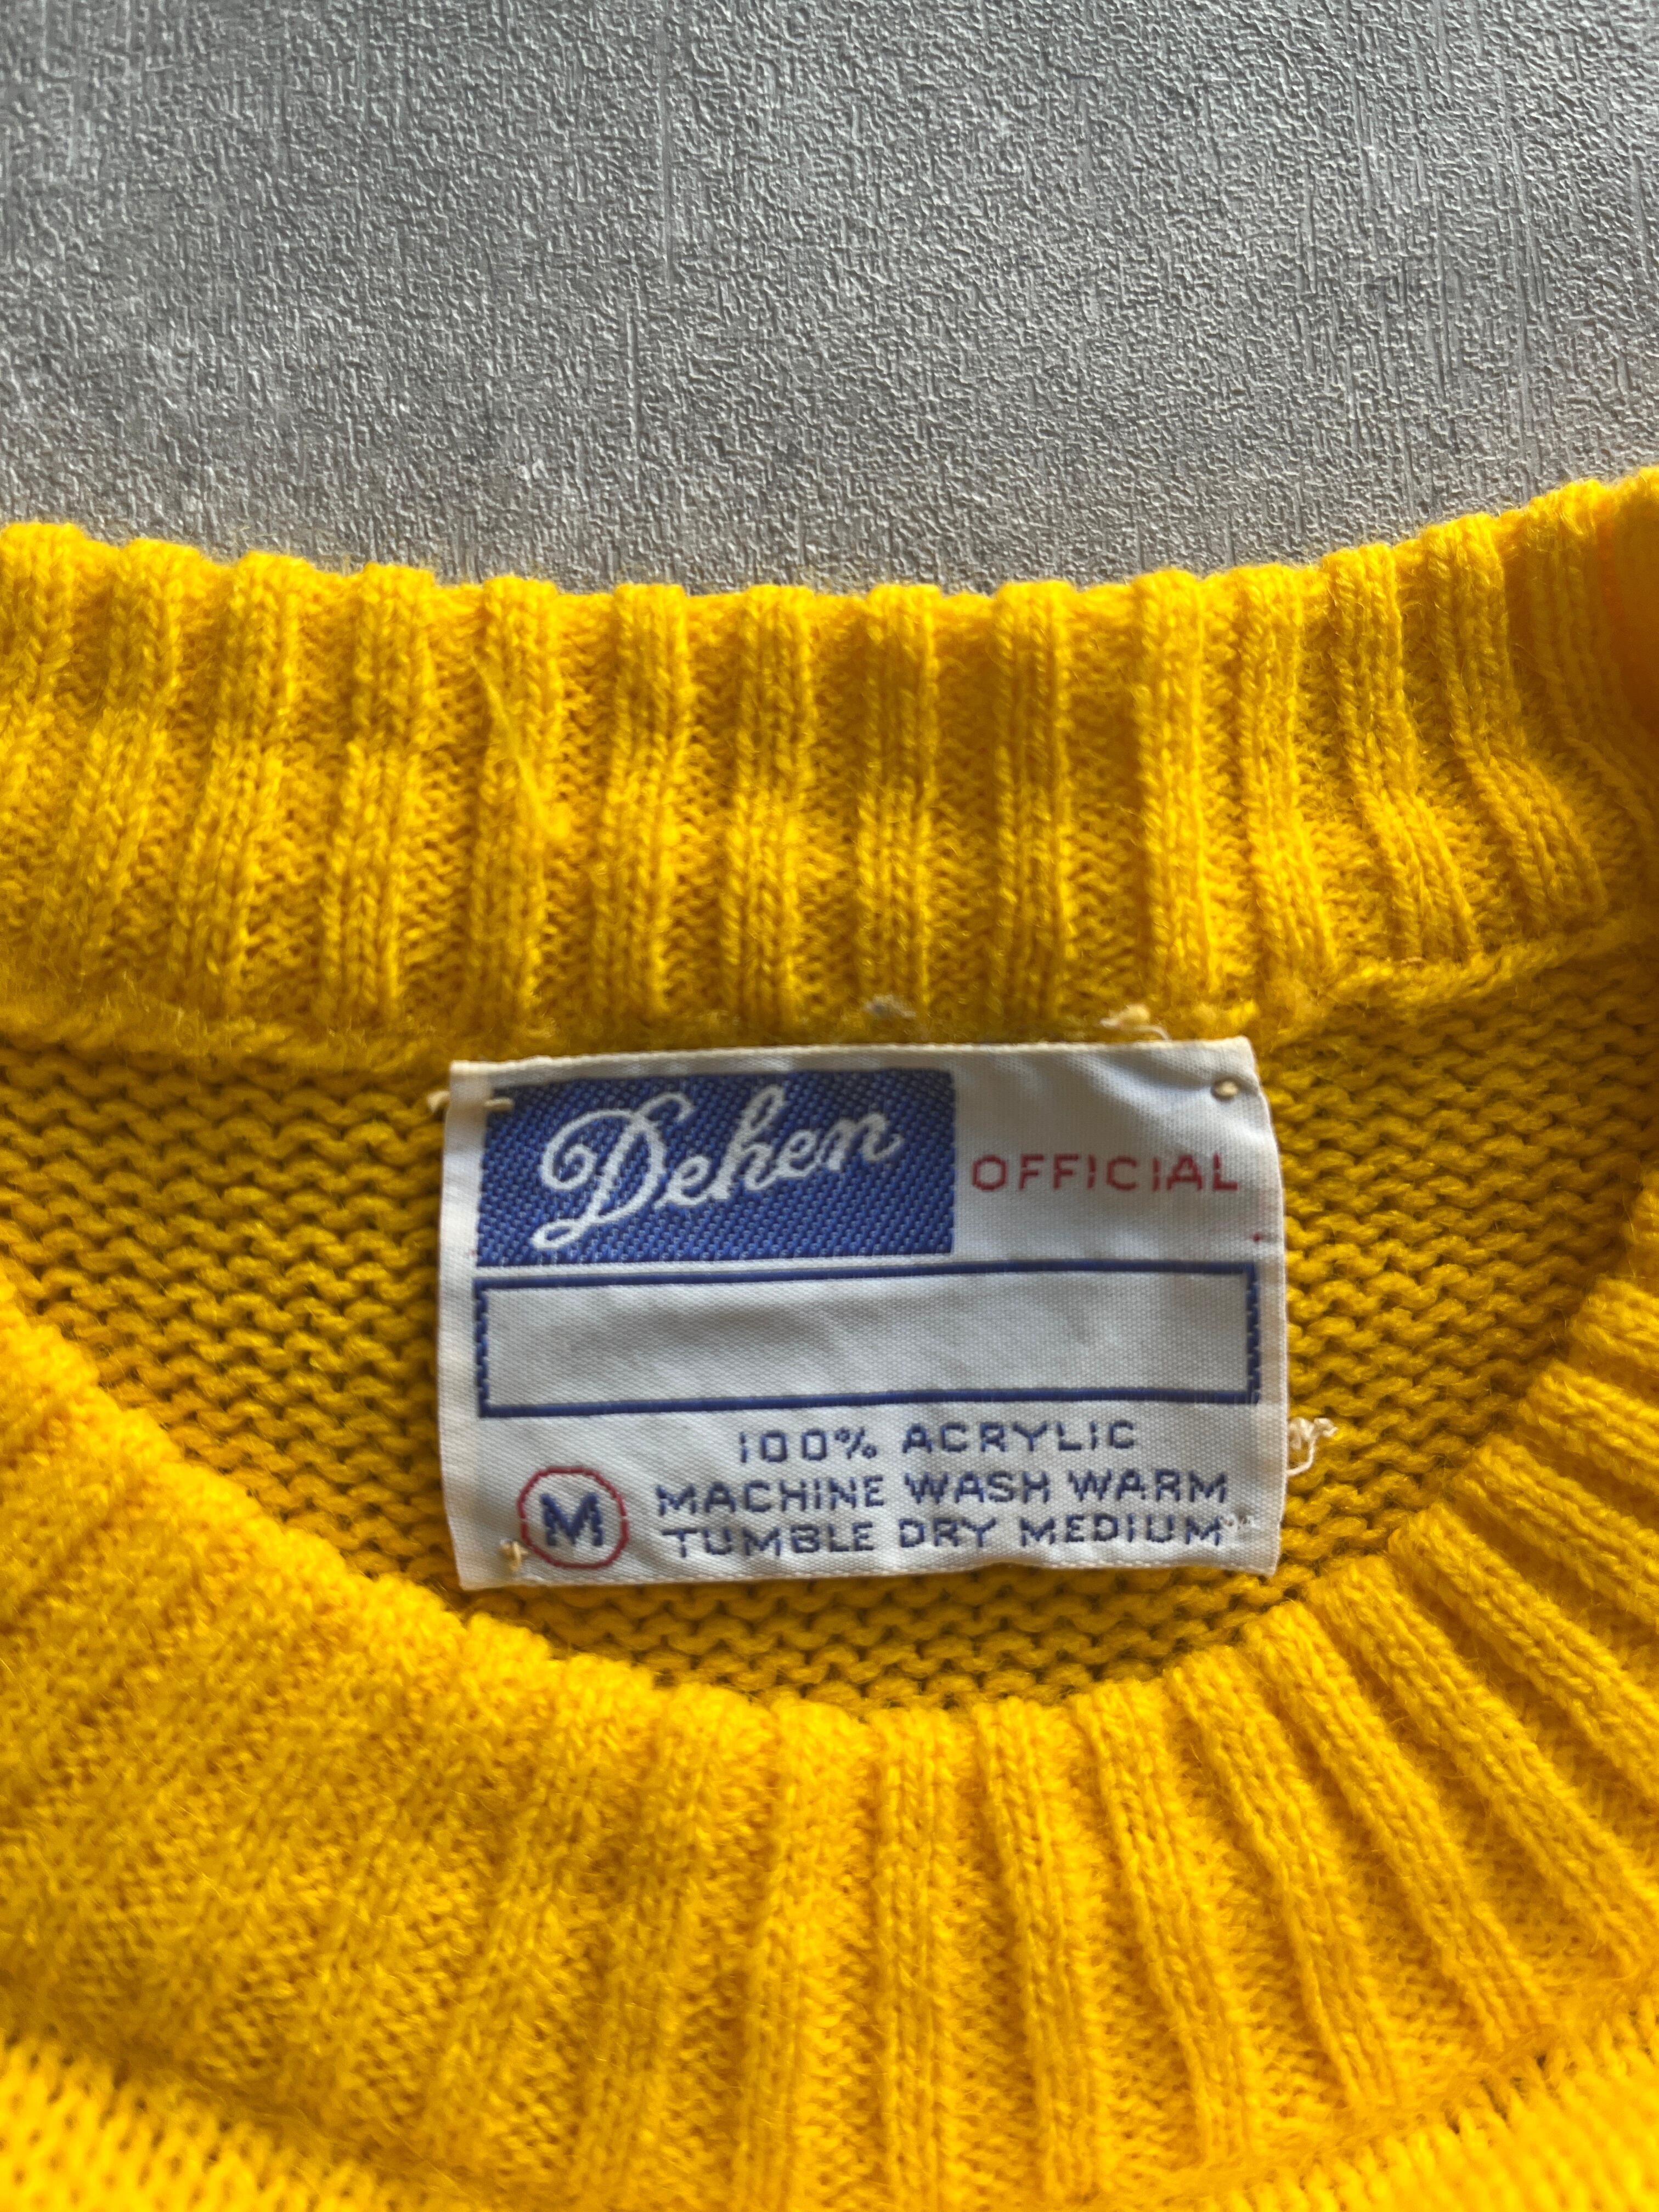 Dehen OFFICIAL
100% ACRYLIC
M MACHINE WASH WARM
TUMBLE DRY MEDIUM